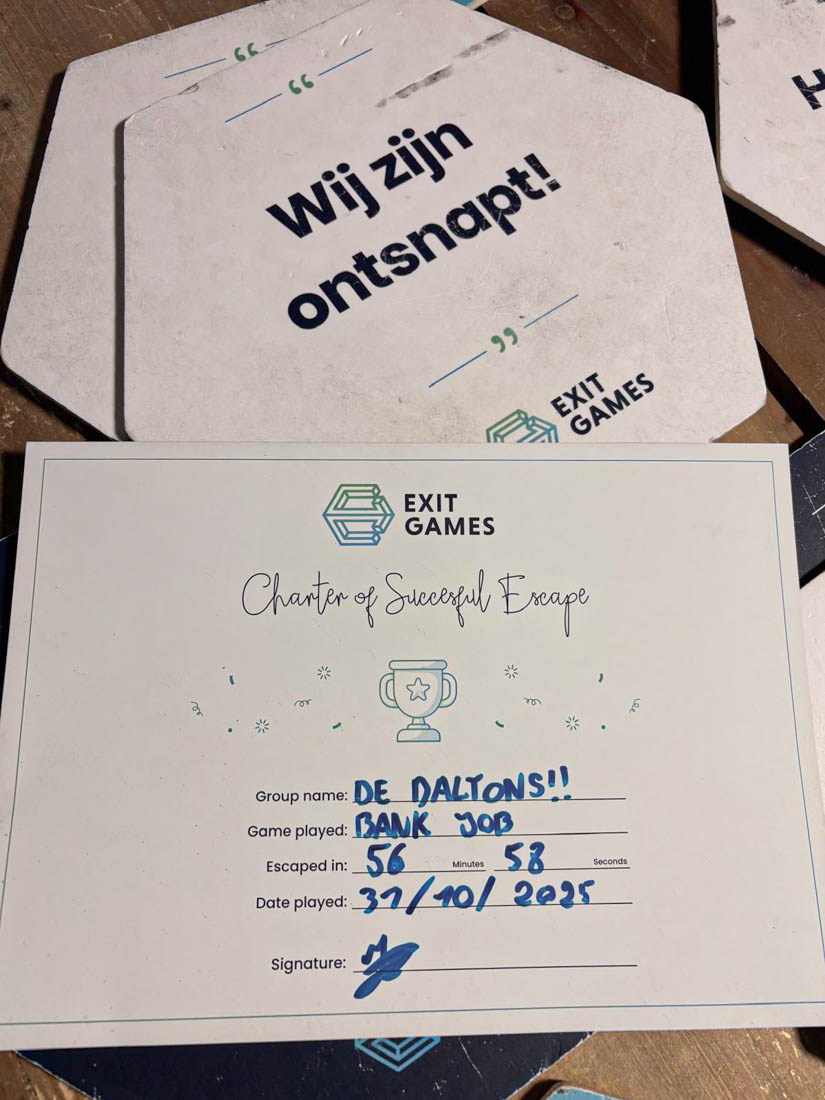 “
“
Wij zijn
ontsnapt!
”
EXIT
GAMES
H
EXIT
GAMES
Charter of Succesful Escape
Group name: DE DALTONS!!
Game played: BANK JOB
Escaped in: 56 Minutes 58 Seconds
Date played: 31/10/2025
Signature: